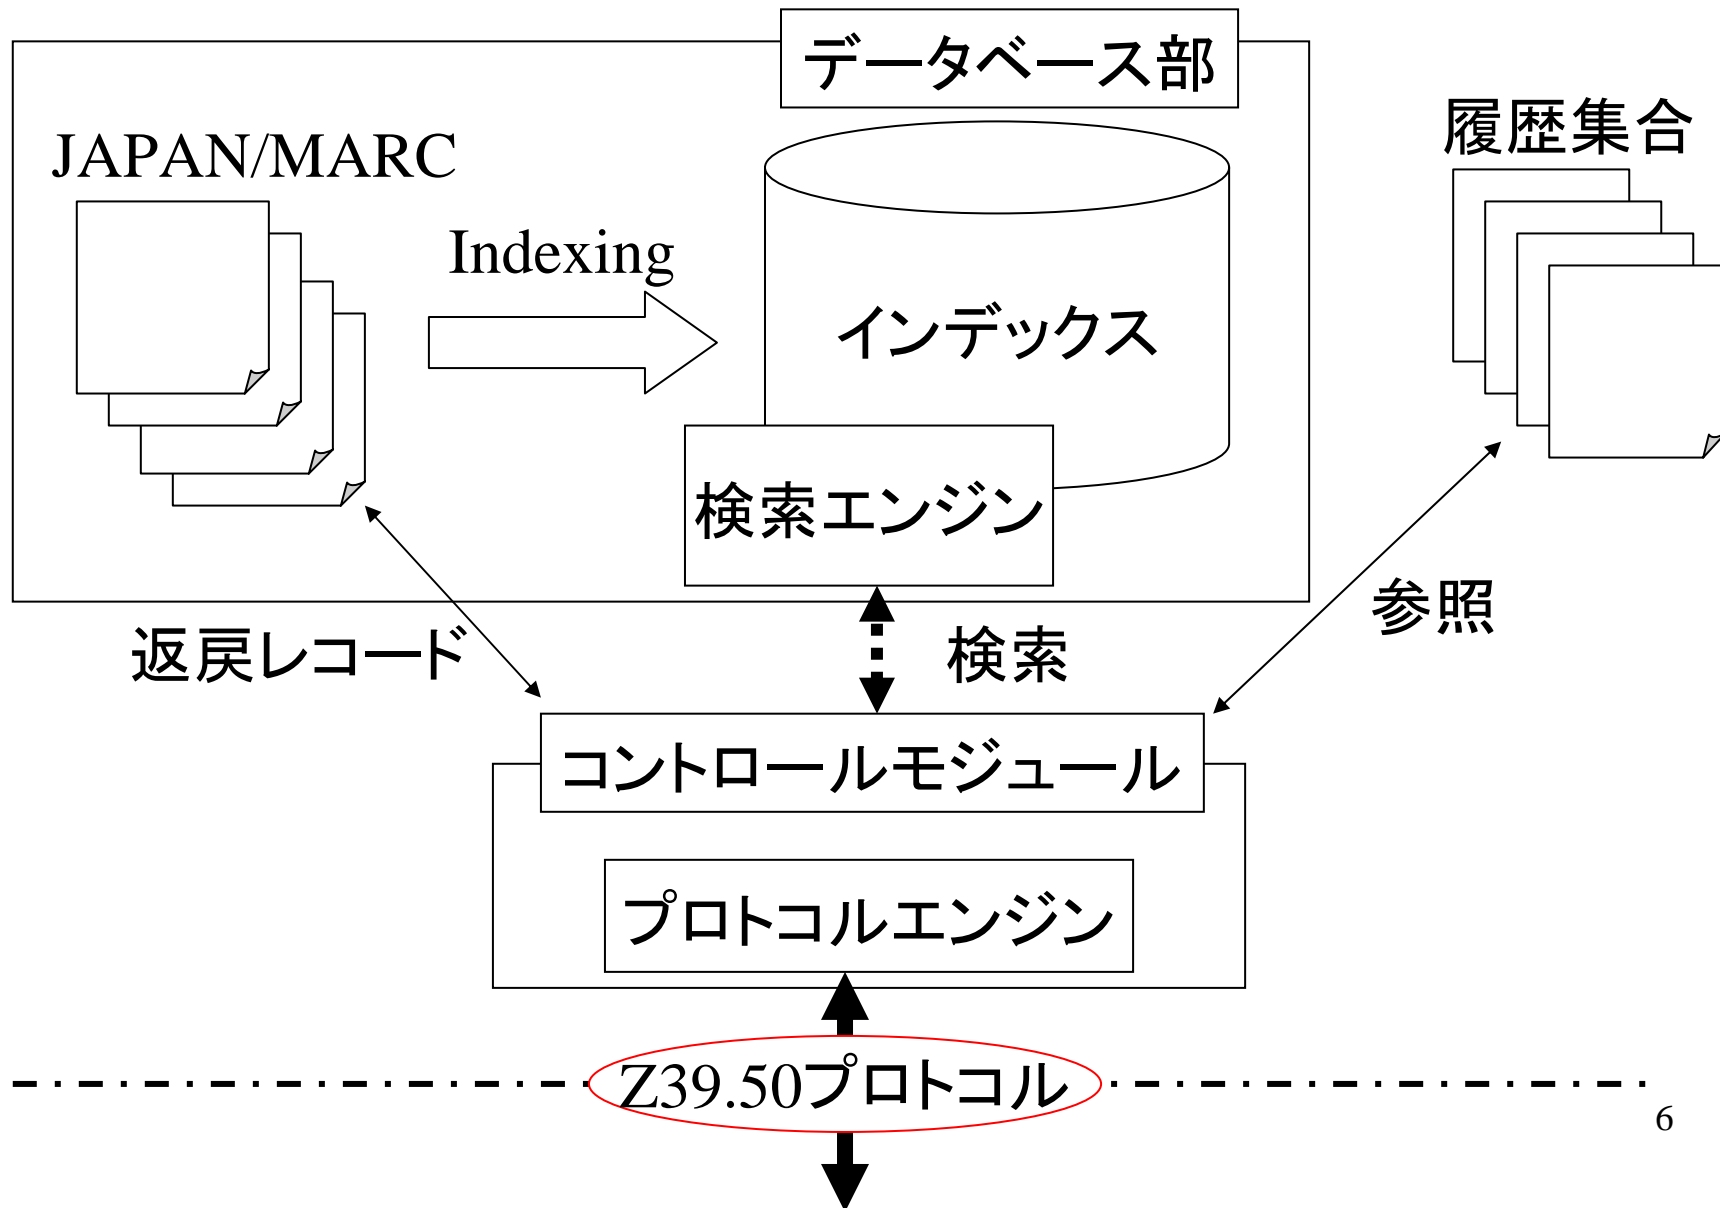 データベース部
JAPAN/MARC
履歴集合
Indexing
インデックス
検索エンジン
参照
返戻レコード
検索
コントロールモジュール
プロトコルエンジン
Z39.50プロトコル
6